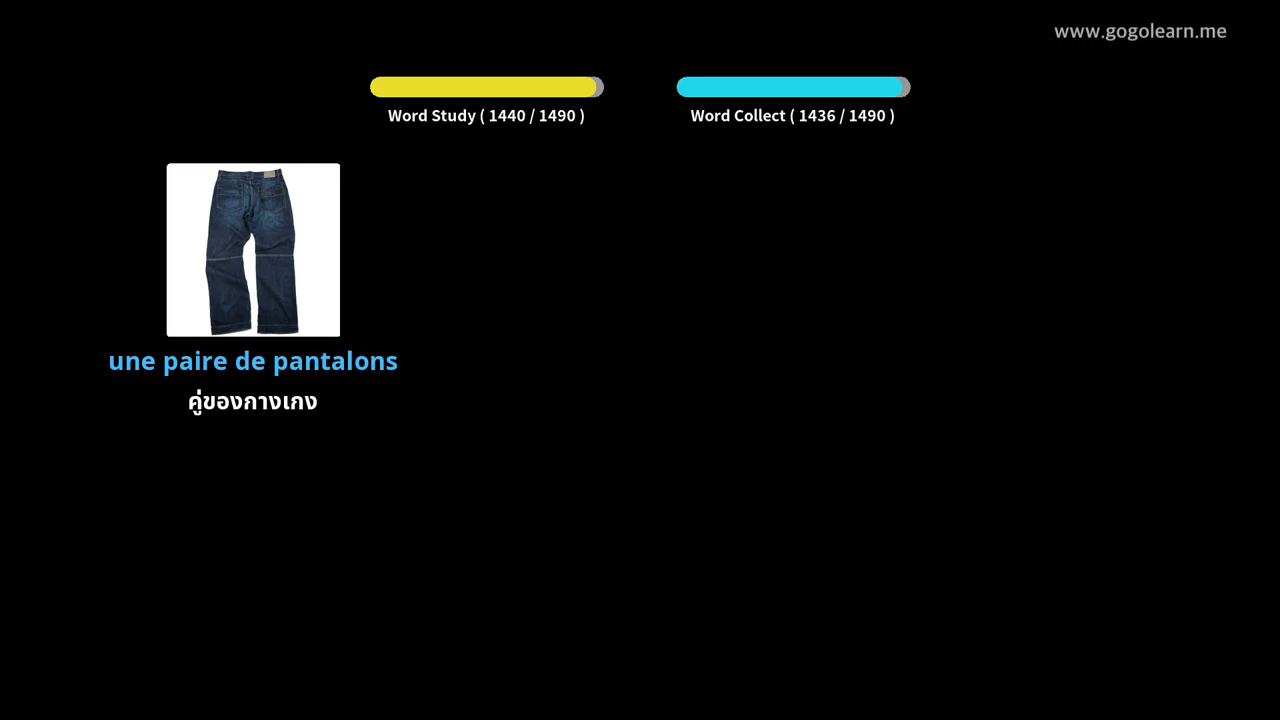 www.gogolearn.me
Word Study ( 1440 / 1490 )
Word Collect ( 1436 / 1490 )
une paire de pantalons
คู่ของกางเกง